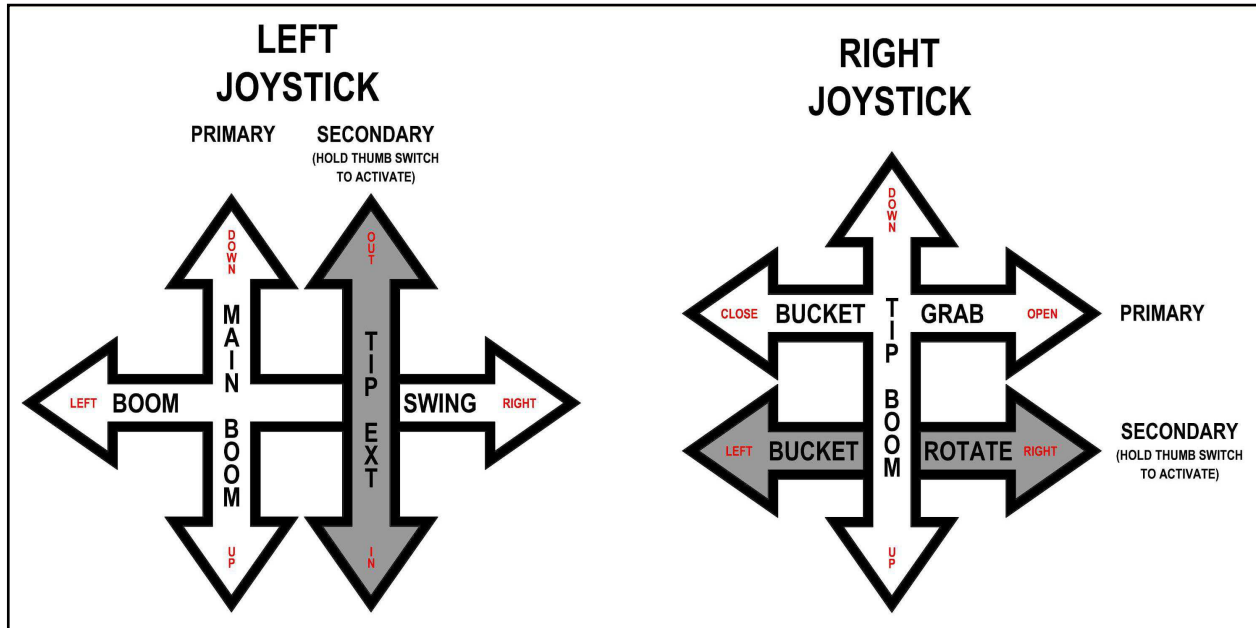 LEFT
JOYSTICK
PRIMARY
SECONDARY
(HOLD THUMB SWITCH
TO ACTIVATE)
DOWN
MAIN BOOM
UP
OUT
TIP EXT
IN
LEFT BOOM SWING RIGHT
RIGHT
JOYSTICK
DOWN
TIP BOOM
UP
CLOSE BUCKET GRAB OPEN
PRIMARY
LEFT BUCKET ROTATE RIGHT
SECONDARY
(HOLD THUMB SWITCH
TO ACTIVATE)